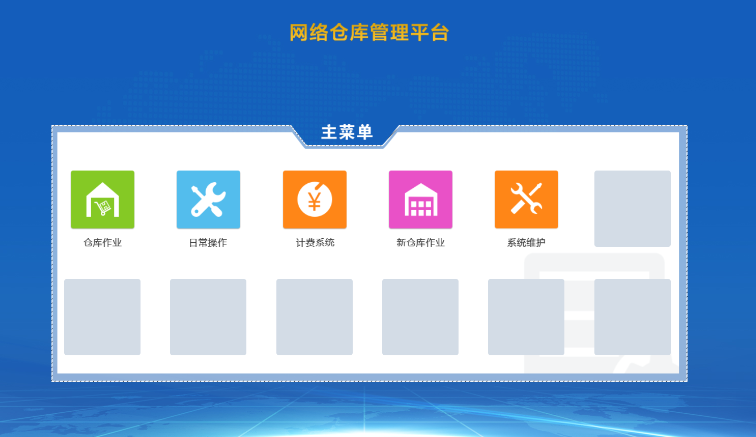 网络仓库管理平台
主菜单
仓库作业
日常操作
计费系统
新仓库作业
系统维护